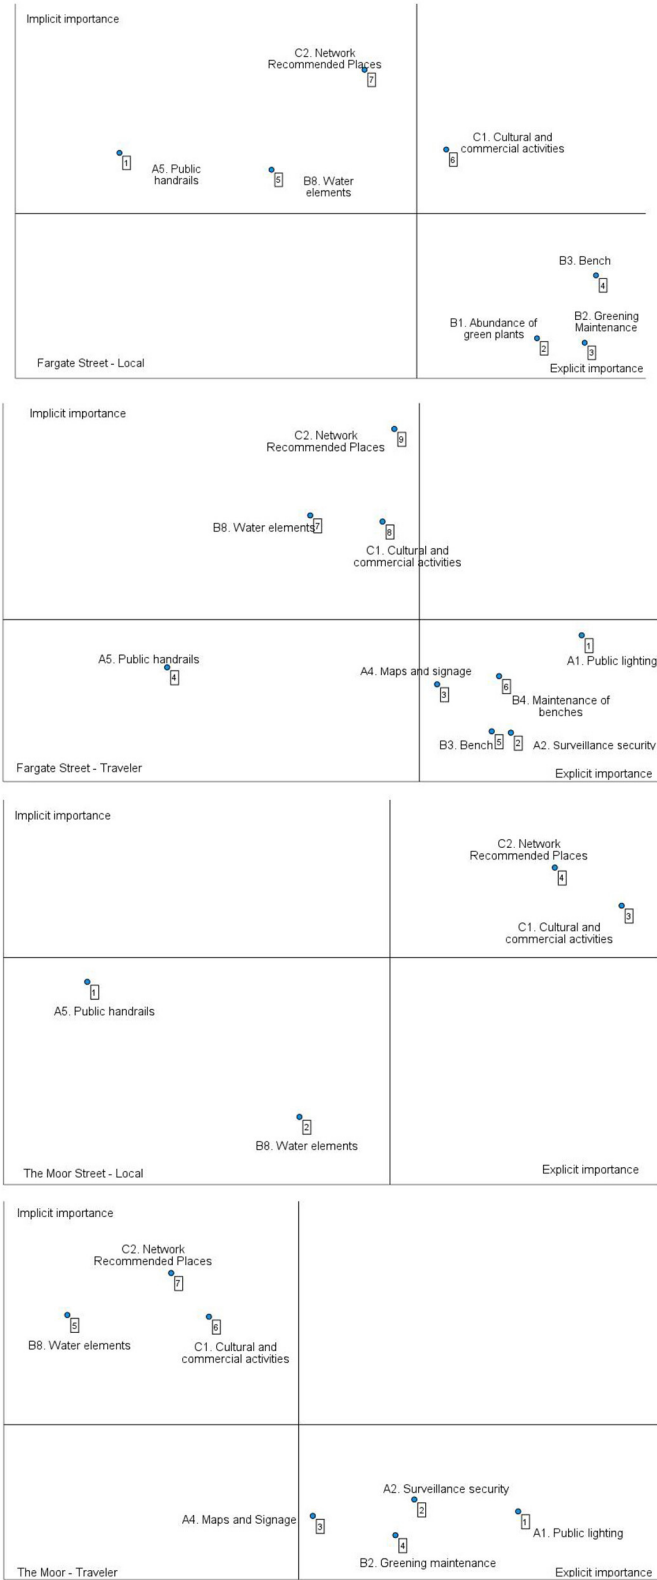 Implicit importance
C2. Network
Recommended Places
7
C1. Cultural and
commercial activities
6
1
A5. Public
handrails
5
B8. Water
elements
B3. Bench
4
B1. Abundance of
green plants
2
B2. Greening
Maintenance
3
Fargate Street - Local
Explicit importance
Implicit importance
C2. Network
Recommended Places
9
B8. Water elements
7
8
C1. Cultural and
commercial activities
1
A1. Public lighting
A5. Public handrails
4
A4. Maps and signage
3
6
B4. Maintenance of
benches
B3. Bench
5
2
A2. Surveillance security
Fargate Street - Traveler
Explicit importance
Implicit importance
C2. Network
Recommended Places
4
3
C1. Cultural and
commercial activities
1
A5. Public handrails
2
B8. Water elements
The Moor Street - Local
Explicit importance
Implicit importance
C2. Network
Recommended Places
7
5
B8. Water elements
6
C1. Cultural and
commercial activities
A2. Surveillance security
2
A4. Maps and Signage
3
1
A1. Public lighting
4
B2. Greening maintenance
The Moor - Traveler
Explicit importance